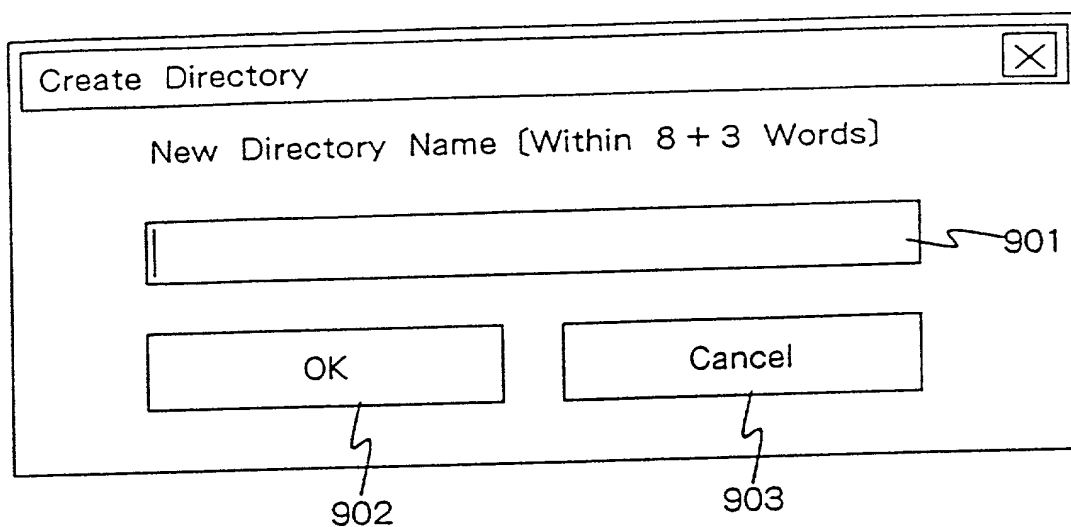 Create Directory
New Directory Name (Within 8+3 Words)
901
OK Cancel
902 903